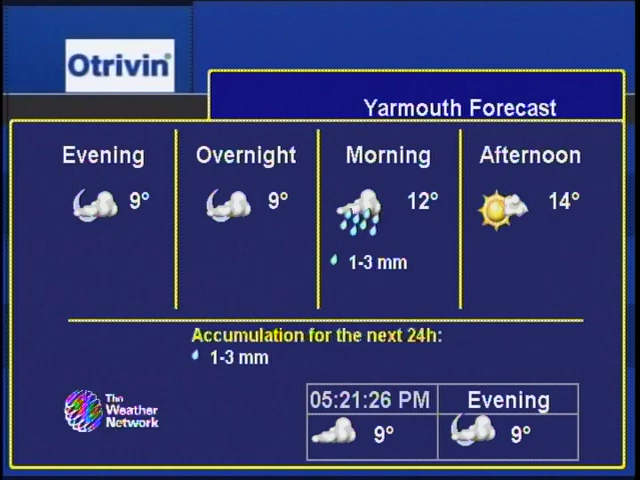 Otrivin®
Yarmouth Forecast
Evening Overnight Morning Afternoon
9° 9° 12° 14°
1-3 mm
Accumulation for the next 24h:
1-3 mm
The
Weather
Network
05:21:26 PM Evening
9° 9°